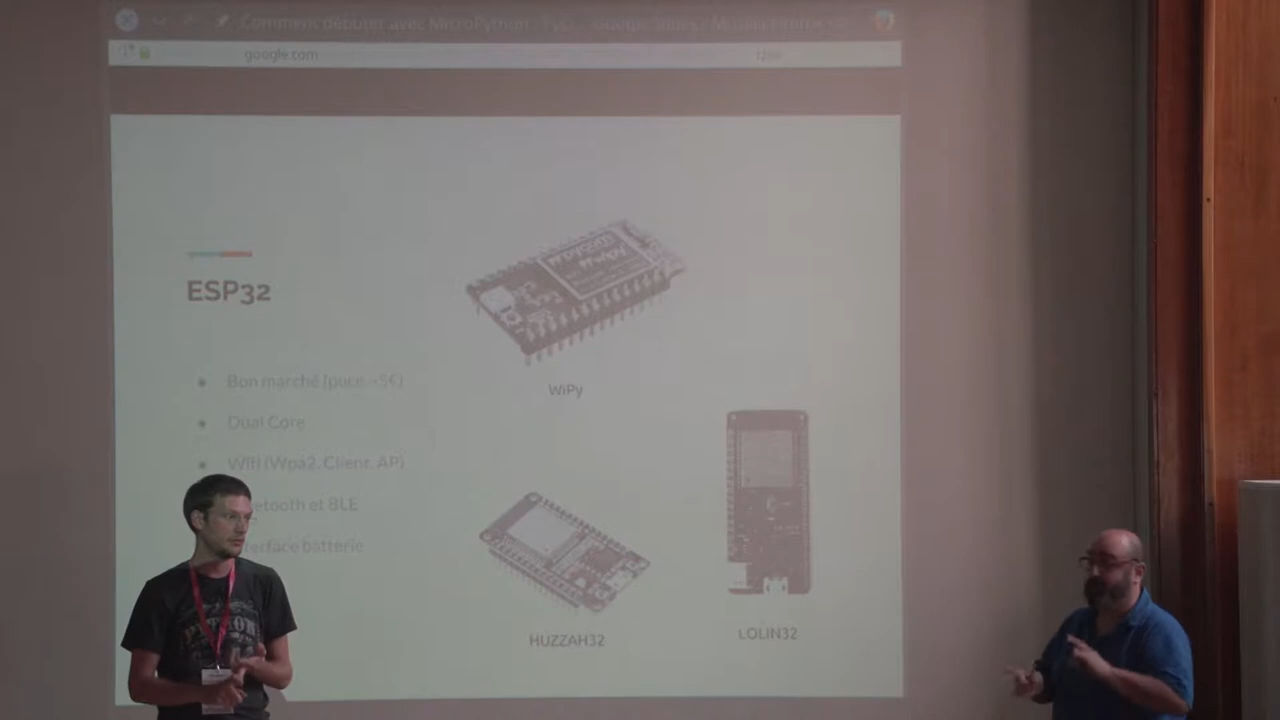 Comment débuter avec MicroPython
google.com
ESP32
Bon marché (puce ~5€)
Dual Core
Wifi (Wpa2, Client, AP)
etooth et BLE
erface batterie
WiPy
HUZZAH32
LOLIN32
PYTHON